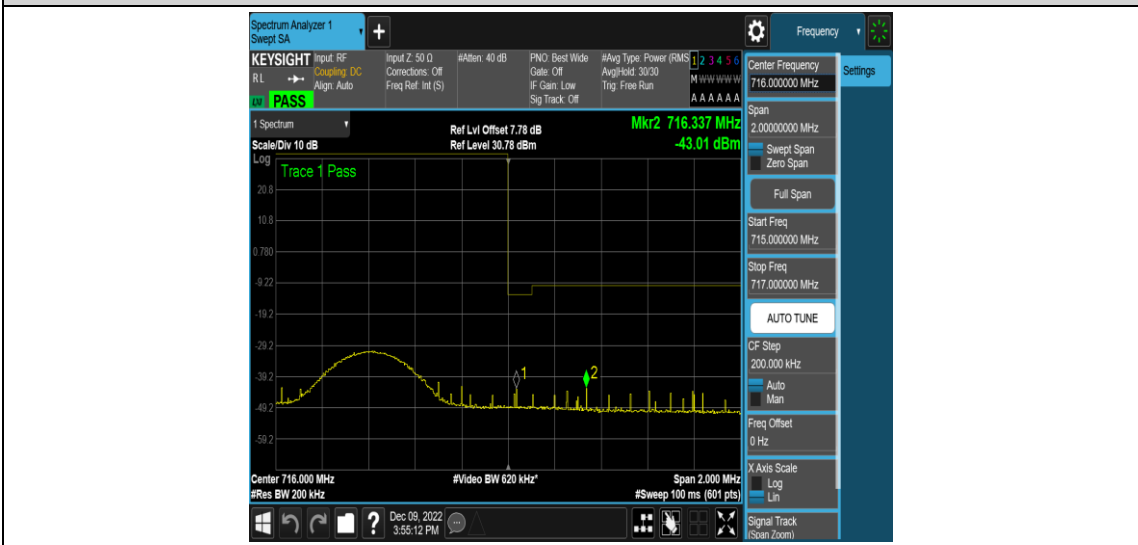 Spectrum Analyzer 1
Swept SA
+
Frequency
KEYSIGHT
RL
LXI
PASS
Input: RF
Coupling: DC
Align: Auto
Input Z: 50 Ω
Corrections: Off
Freq Ref: Int (S)
#Atten: 40 dB
PNO: Best Wide
Gate: Off
IF Gain: Low
Sig Track: Off
#Avg Type: Power (RMS
Avg|Hold: 30/30
Trig: Free Run
1 2 3 4 5 6
M W W W W W
A A A A A A
Center Frequency
716.000000 MHz
Settings
Span
2.00000000 MHz
Swept Span
Zero Span
Full Span
Start Freq
715.000000 MHz
Stop Freq
717.000000 MHz
AUTO TUNE
CF Step
200.000 kHz
Auto
Man
Freq Offset
0 Hz
X Axis Scale
Log
Lin
Signal Track
(Span Zoom)
1 Spectrum
Scale/Div 10 dB
Ref Lvl Offset 7.78 dB
Ref Level 30.78 dBm
Mkr2 716.337 MHz
-43.01 dBm
Log
Trace 1 Pass
20.8
10.8
0.780
-9.22
-19.2
-29.2
-39.2
-49.2
-59.2
1
2
Center 716.000 MHz
#Res BW 200 kHz
#Video BW 620 kHz*
Span 2.000 MHz
#Sweep 100 ms (601 pts)
?
Dec 09, 2022
3:55:12 PM